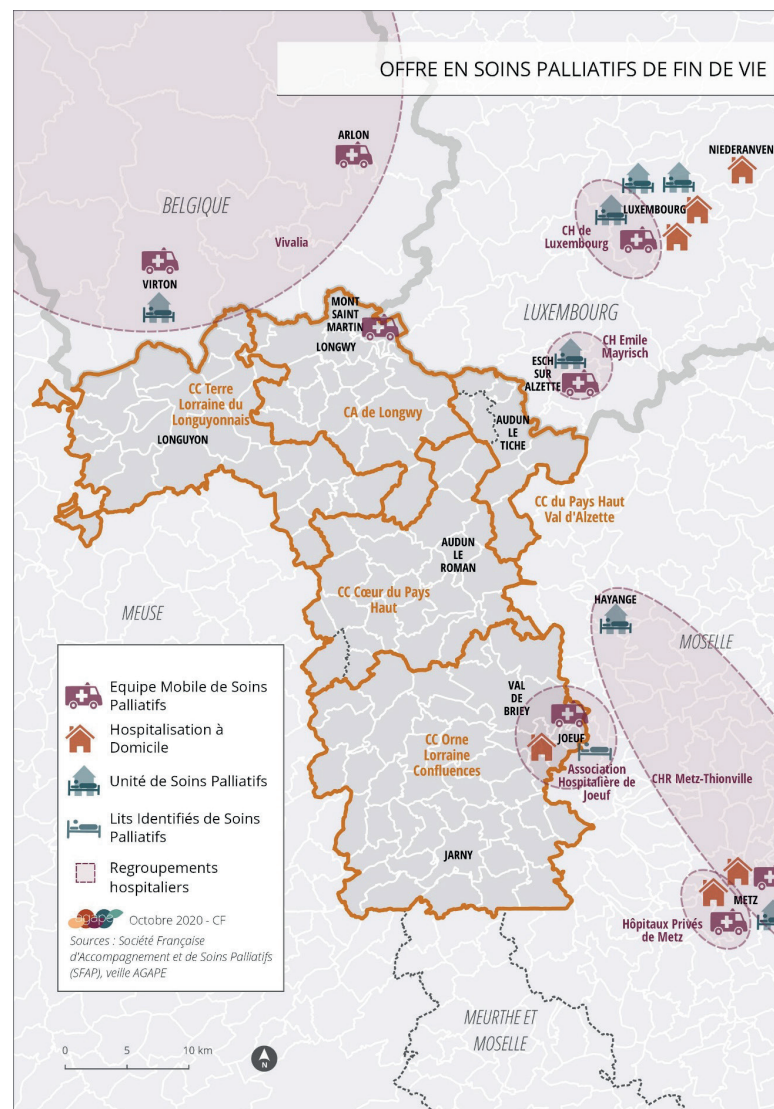 OFFRE EN SOINS PALLIATIFS DE FIN DE VIE
ARLON
NIEDERANVEN
BELGIQUE
LUXEMBOURG
CH de
Luxembourg
Vivalia
VIRTON
MONT
SAINT
MARTIN
LONGWY
LUXEMBOURG
CH Emile
Mayrisch
ESCH
SUR
ALZETTE
CC Terre
Lorraine du
Longuyonnais
CA de Longwy
LONGUYON
AUDUN
LE
TICHE
CC du Pays Haut
Val d'Alzette
AUDUN
LE
ROMAN
CC Cœur du Pays
Haut
MEUSE
HAYANGE
MOSELLE
Equipe Mobile de Soins
Palliatifs
Hospitalisation à
Domicile
Unité de Soins Palliatifs
Lits Identifiés de Soins
Palliatifs
Regroupements
hospitaliers
agape
Octobre 2020 - CF
Sources : Société Française
d'Accompagnement et de Soins Palliatifs
(SFAP), veille AGAPE
VAL
DE
BRIEY
JOEUF
CC Orne
Lorraine
Confluences
Association
Hospitalière de
Joeuf
CHR Metz-Thionville
JARNY
METZ
Hôpitaux Privés
de Metz
MEURTHE ET
MOSELLE
0 5 10 km
N